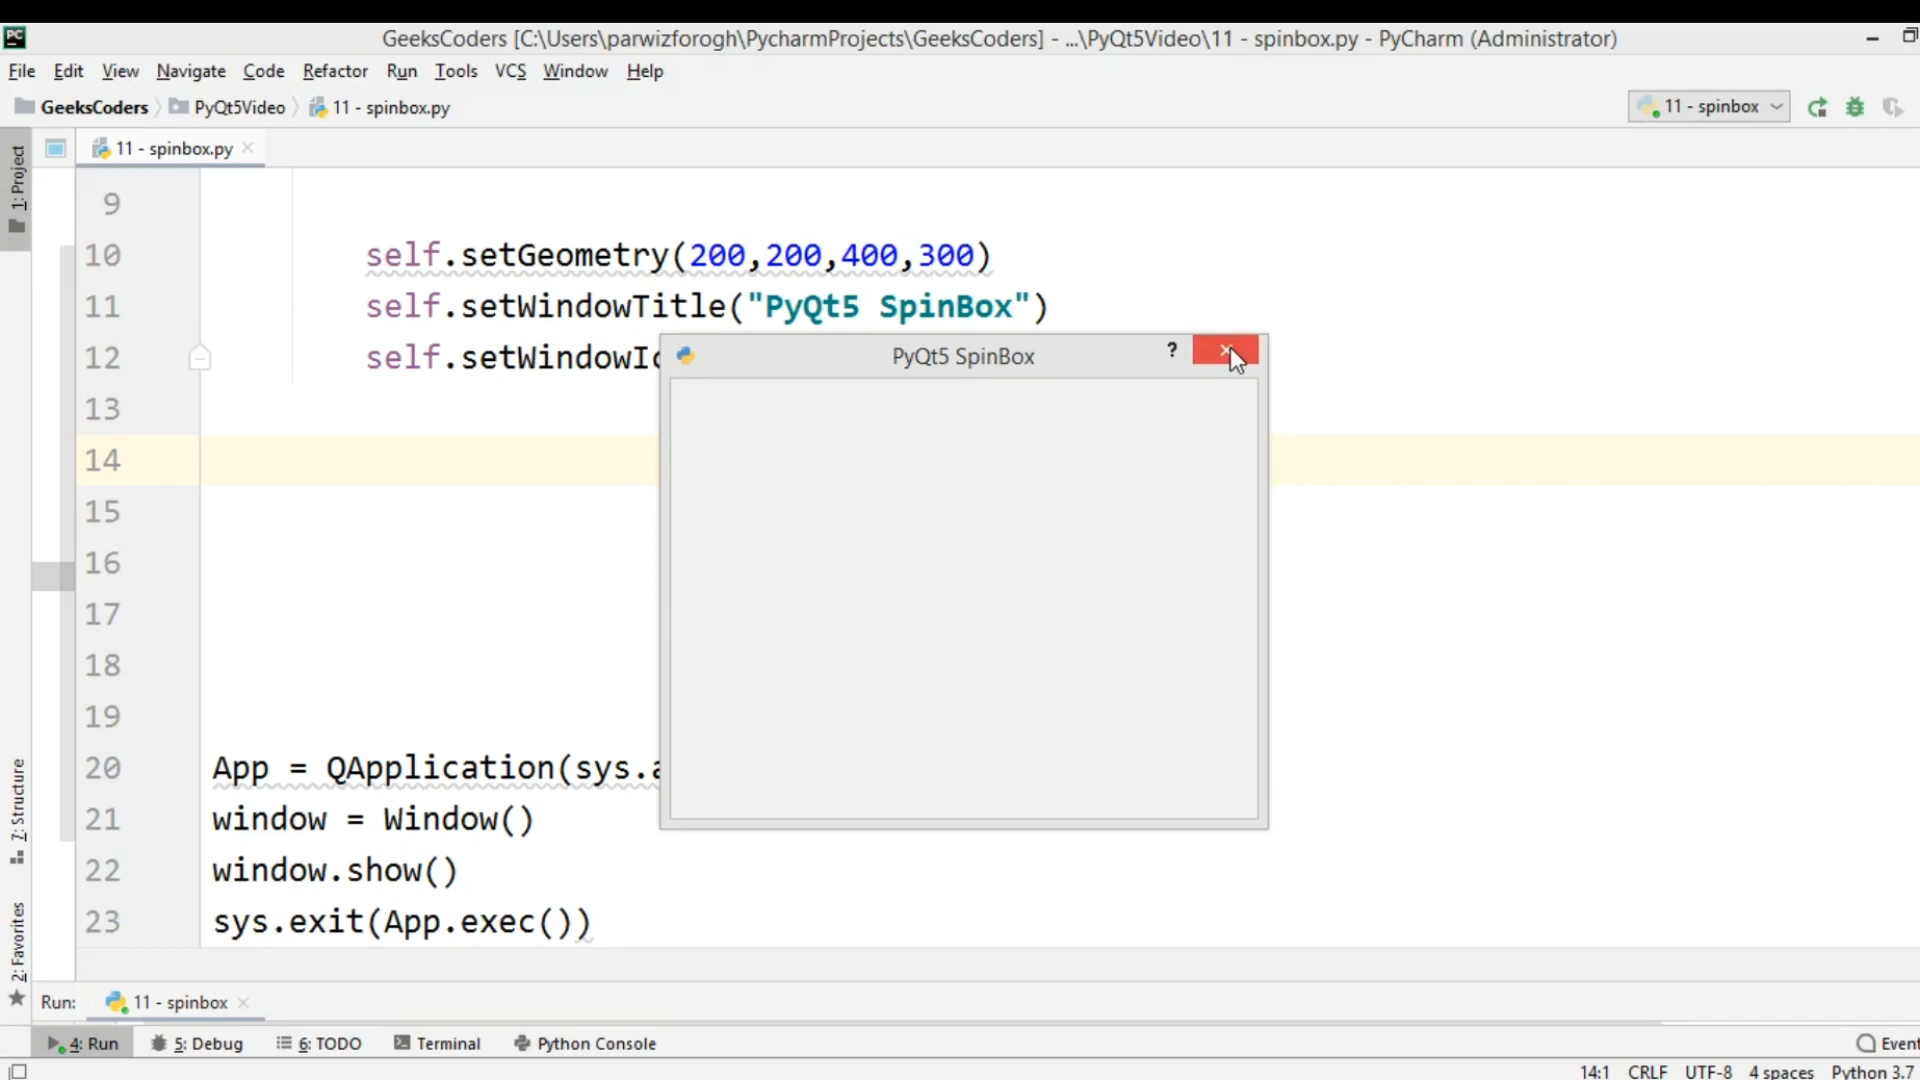 PC
GeeksCoders [C:\Users\parwizforogh\PycharmProjects\GeeksCoders] - ...\PyQt5Video\11 - spinbox.py - PyCharm (Administrator)
File Edit View Navigate Code Refactor Run Tools VCS Window Help
GeeksCoders PyQt5Video 11 - spinbox.py
11 - spinbox
1: Project
11 - spinbox.py
9
10 self.setGeometry(200,200,400,300)
11 self.setWindowTitle("PyQt5 SpinBox")
12 self.setWindowIc
PyQt5 SpinBox ?
13
14
15
16
17
18
19
20 App = QApplication(sys.a
21 window = Window()
22 window.show()
23 sys.exit(App.exec())
7: Structure
2: Favorites
Run: 11 - spinbox
4: Run 5: Debug 6: TODO Terminal Python Console
Event
14:1 CRLF UTF-8 4 spaces Python 3.7